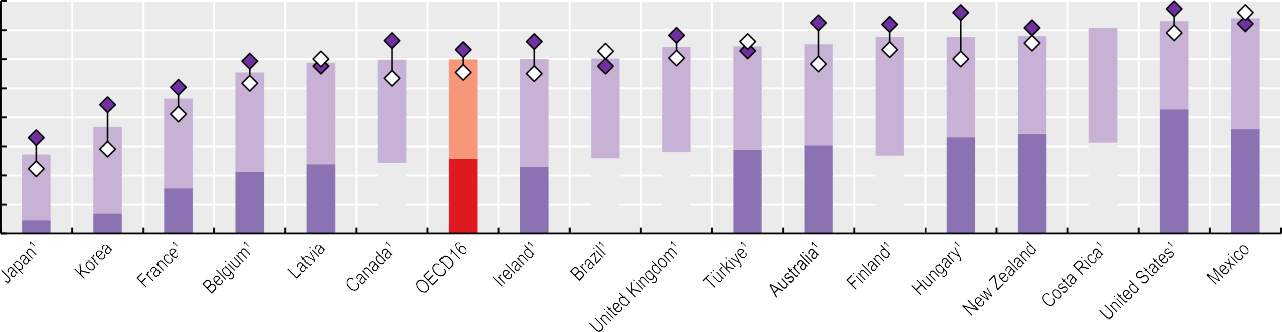 Japan¹
Korea
France¹
Belgium¹
Latvia
Canada¹
OECD16
Ireland¹
Brazil¹
United Kingdom¹
Türkiye¹
Australia¹
Finland¹
Hungary¹
New Zealand
Costa Rica¹
United States¹
Mexico